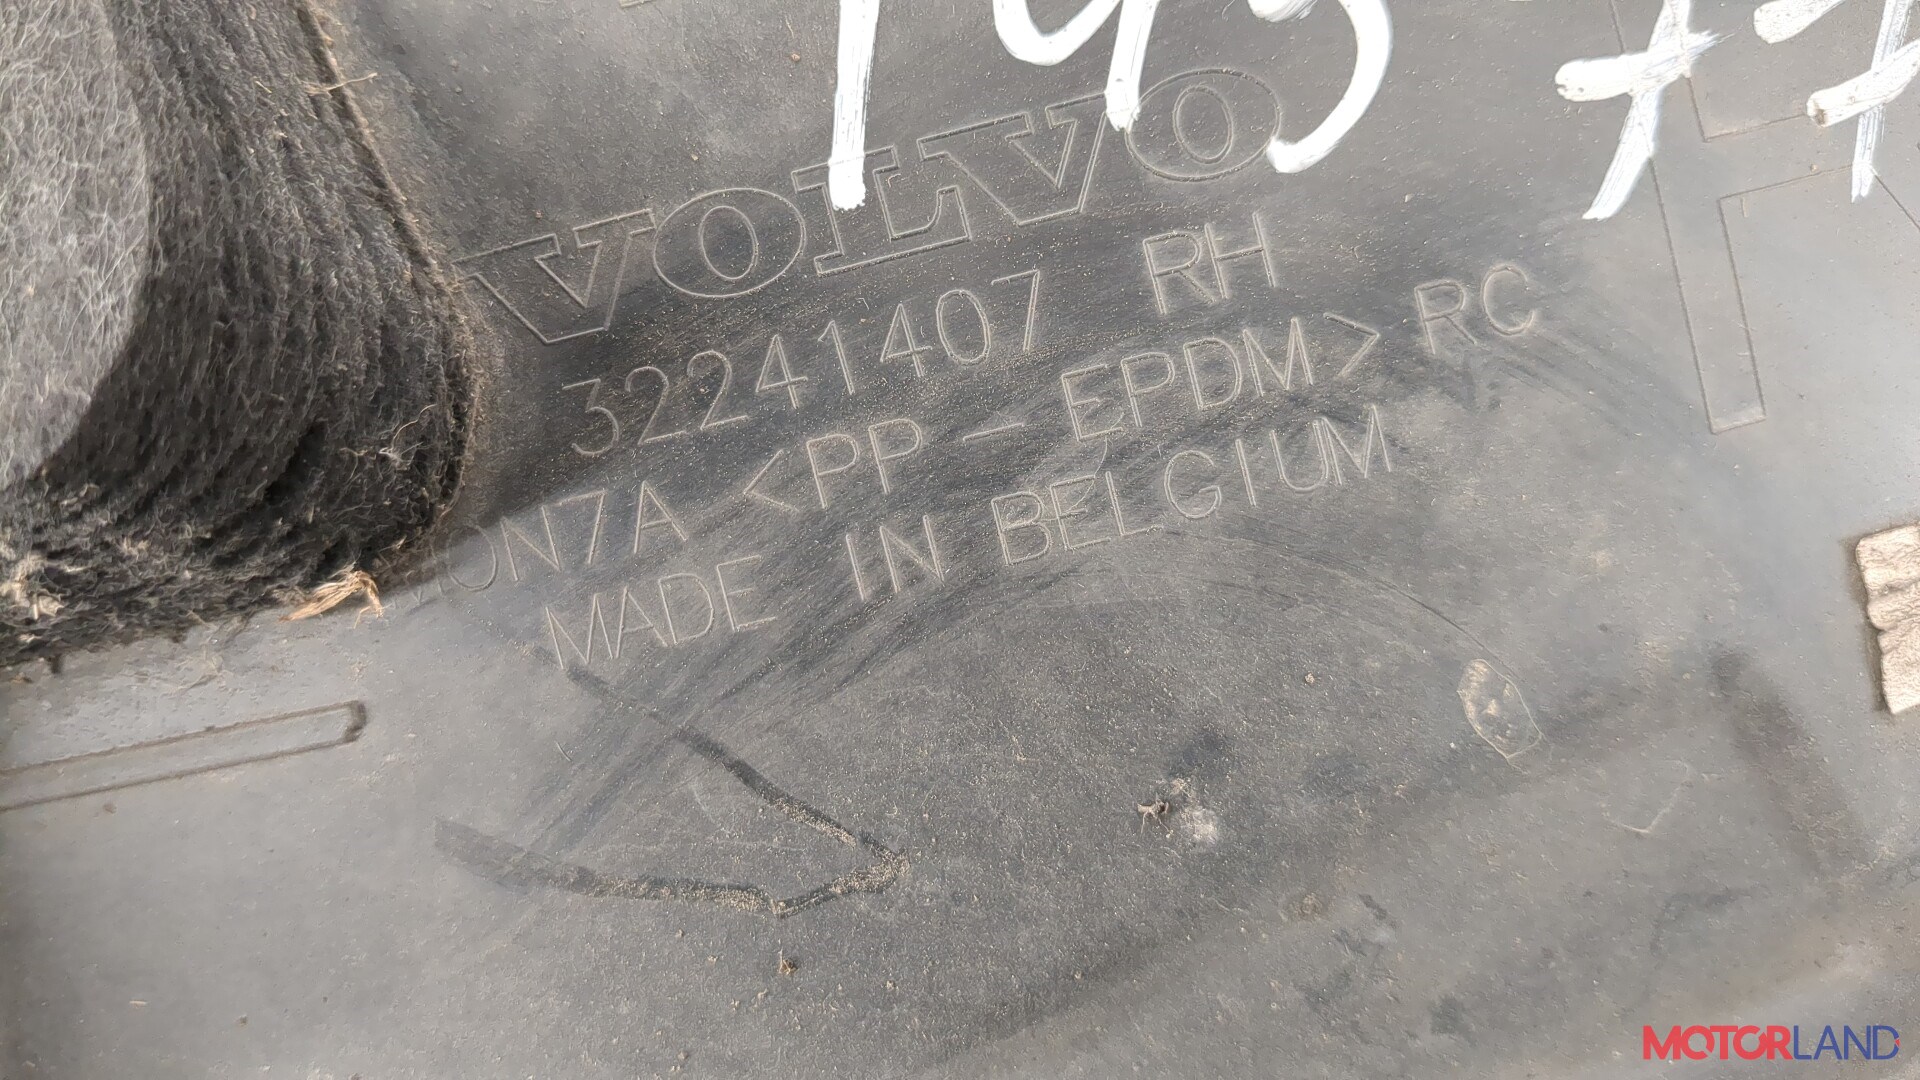 VOLVO
32241407 RH
MON7A <PP - EPDM> RC
MADE IN BELGIUM
MOTORLAND